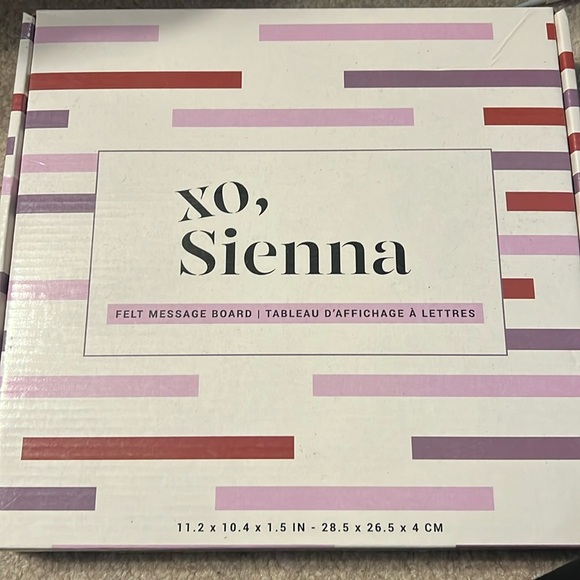 xo,
Sienna
FELT MESSAGE BOARD | TABLEAU D'AFFICHAGE À LETTRES
11.2 x 10.4 x 1.5 IN - 28.5 x 26.5 x 4 CM